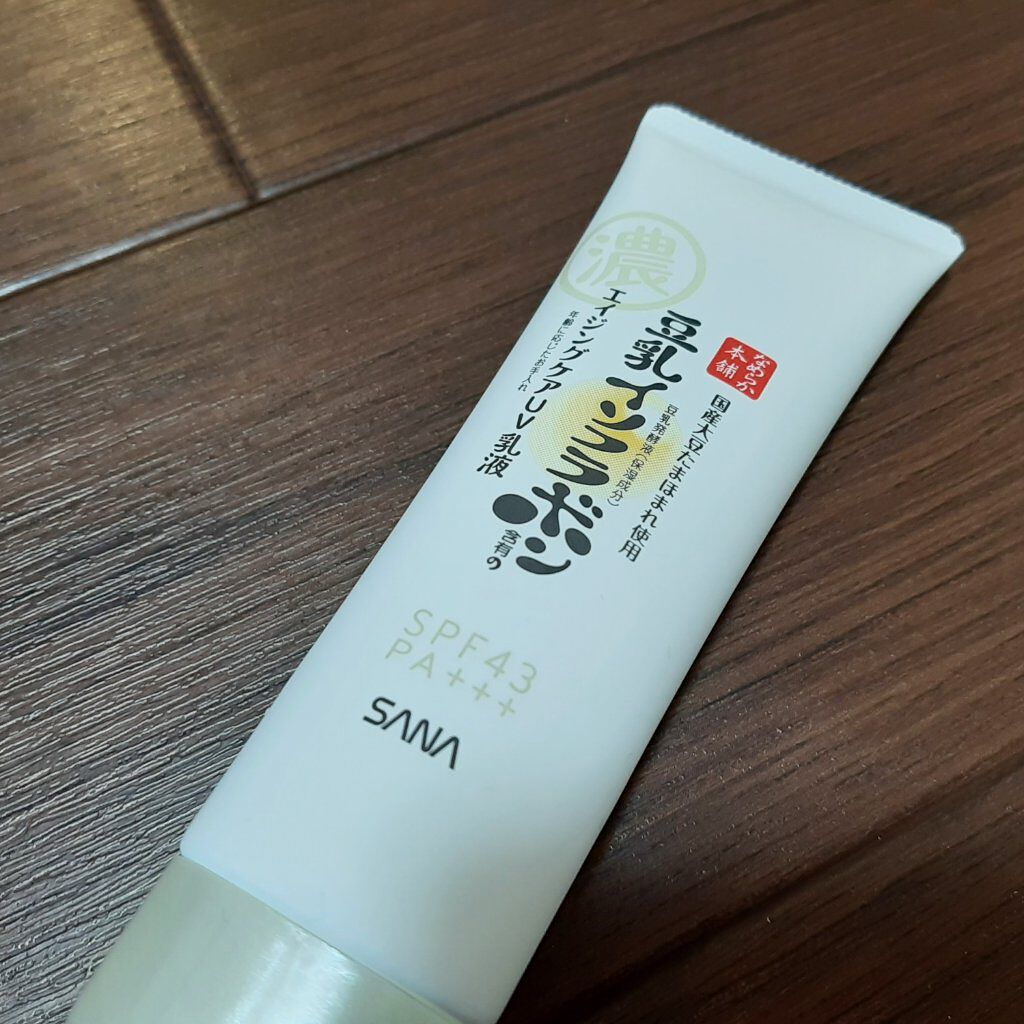 濃
なめらか
本舗
国産大豆たまほまれ使用
豆乳発酵液(保湿成分)
豆乳イソフラボン
含有の
エイジングケアUV乳液
年齢に応じたお手入れ
SPF43
PA+++
SANA